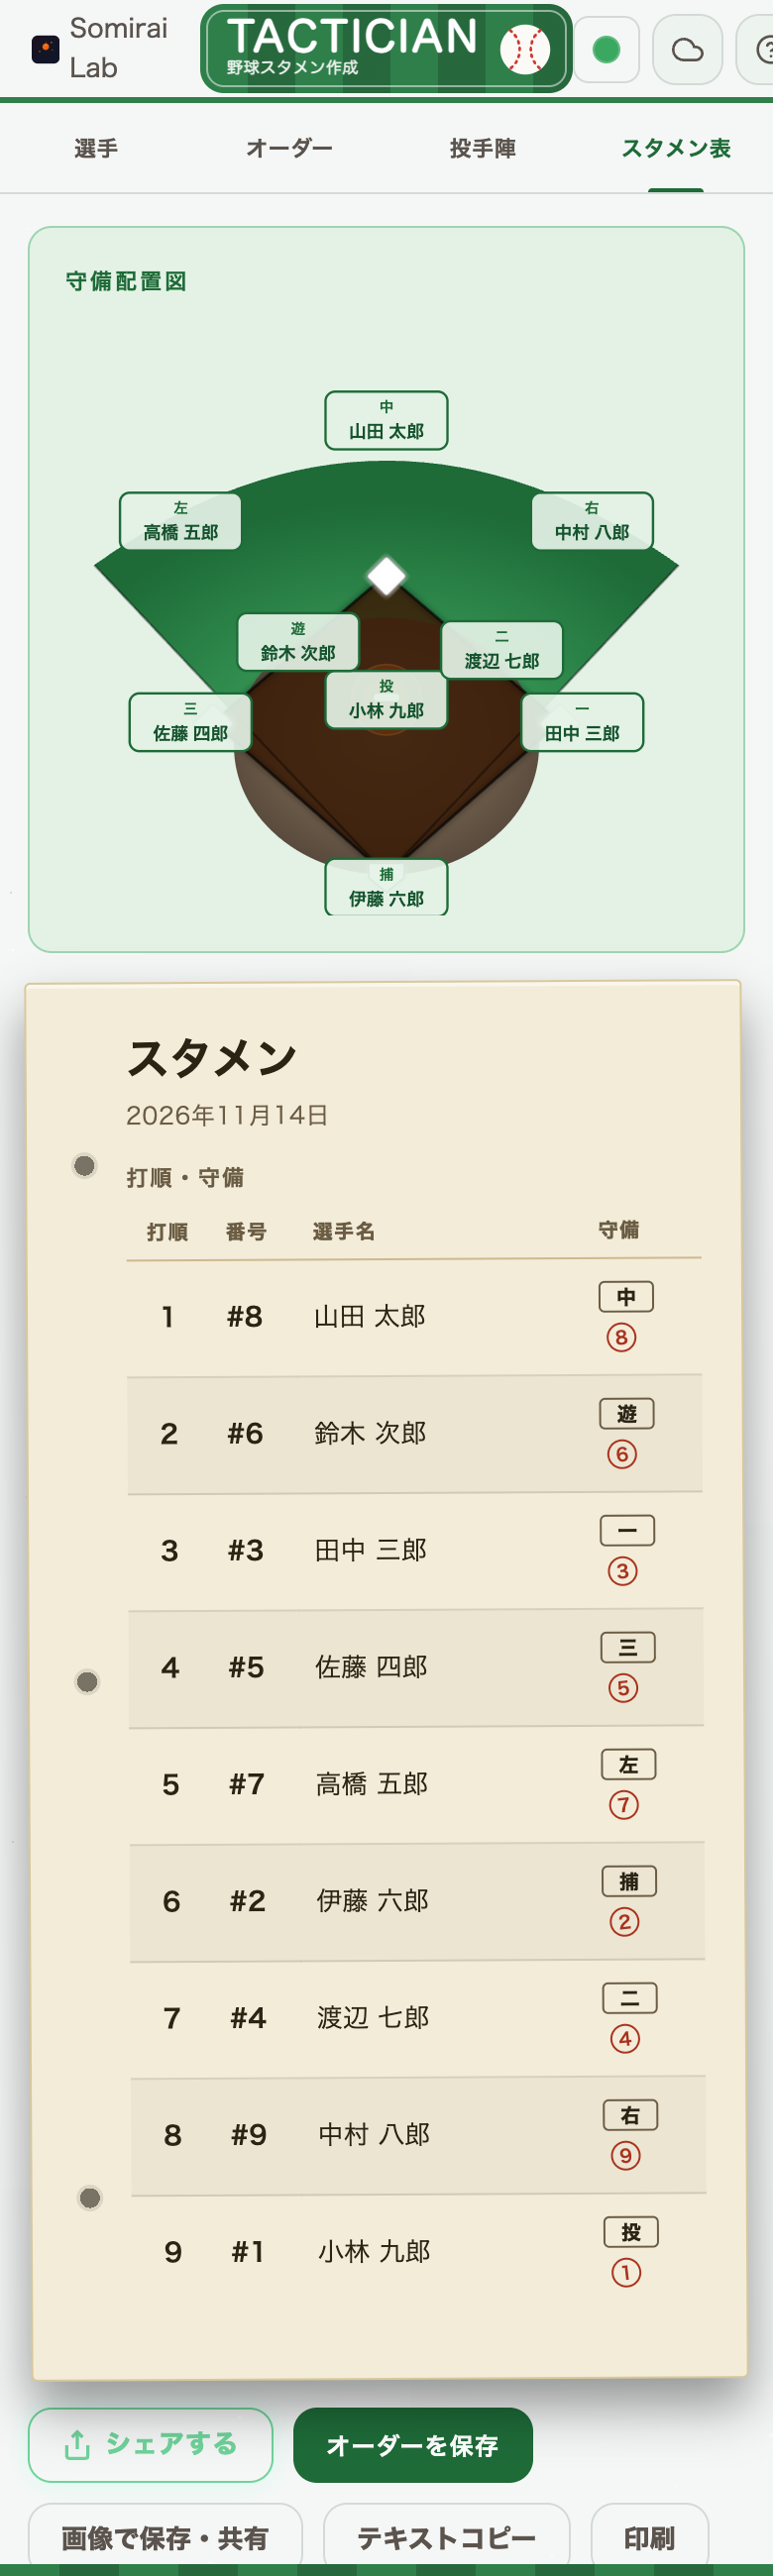 Somirai
Lab
TACTICIAN
野球スタメン作成
選手
オーダー
投手陣
スタメン表
守備配置図
中
山田 太郎
左
高橋 五郎
右
中村 八郎
遊
鈴木 次郎
二
渡辺 七郎
投
小林 九郎
三
佐藤 四郎
一
田中 三郎
捕
伊藤 六郎
スタメン
2026年11月14日
打順・守備
打順 番号 選手名 守備
1 #8 山田 太郎 中 ⑧
2 #6 鈴木 次郎 遊 ⑥
3 #3 田中 三郎 一 ③
4 #5 佐藤 四郎 三 ⑤
5 #7 高橋 五郎 左 ⑦
6 #2 伊藤 六郎 捕 ②
7 #4 渡辺 七郎 二 ④
8 #9 中村 八郎 右 ⑨
9 #1 小林 九郎 投 ①
シェアする
オーダーを保存
画像で保存・共有
テキストコピー
印刷